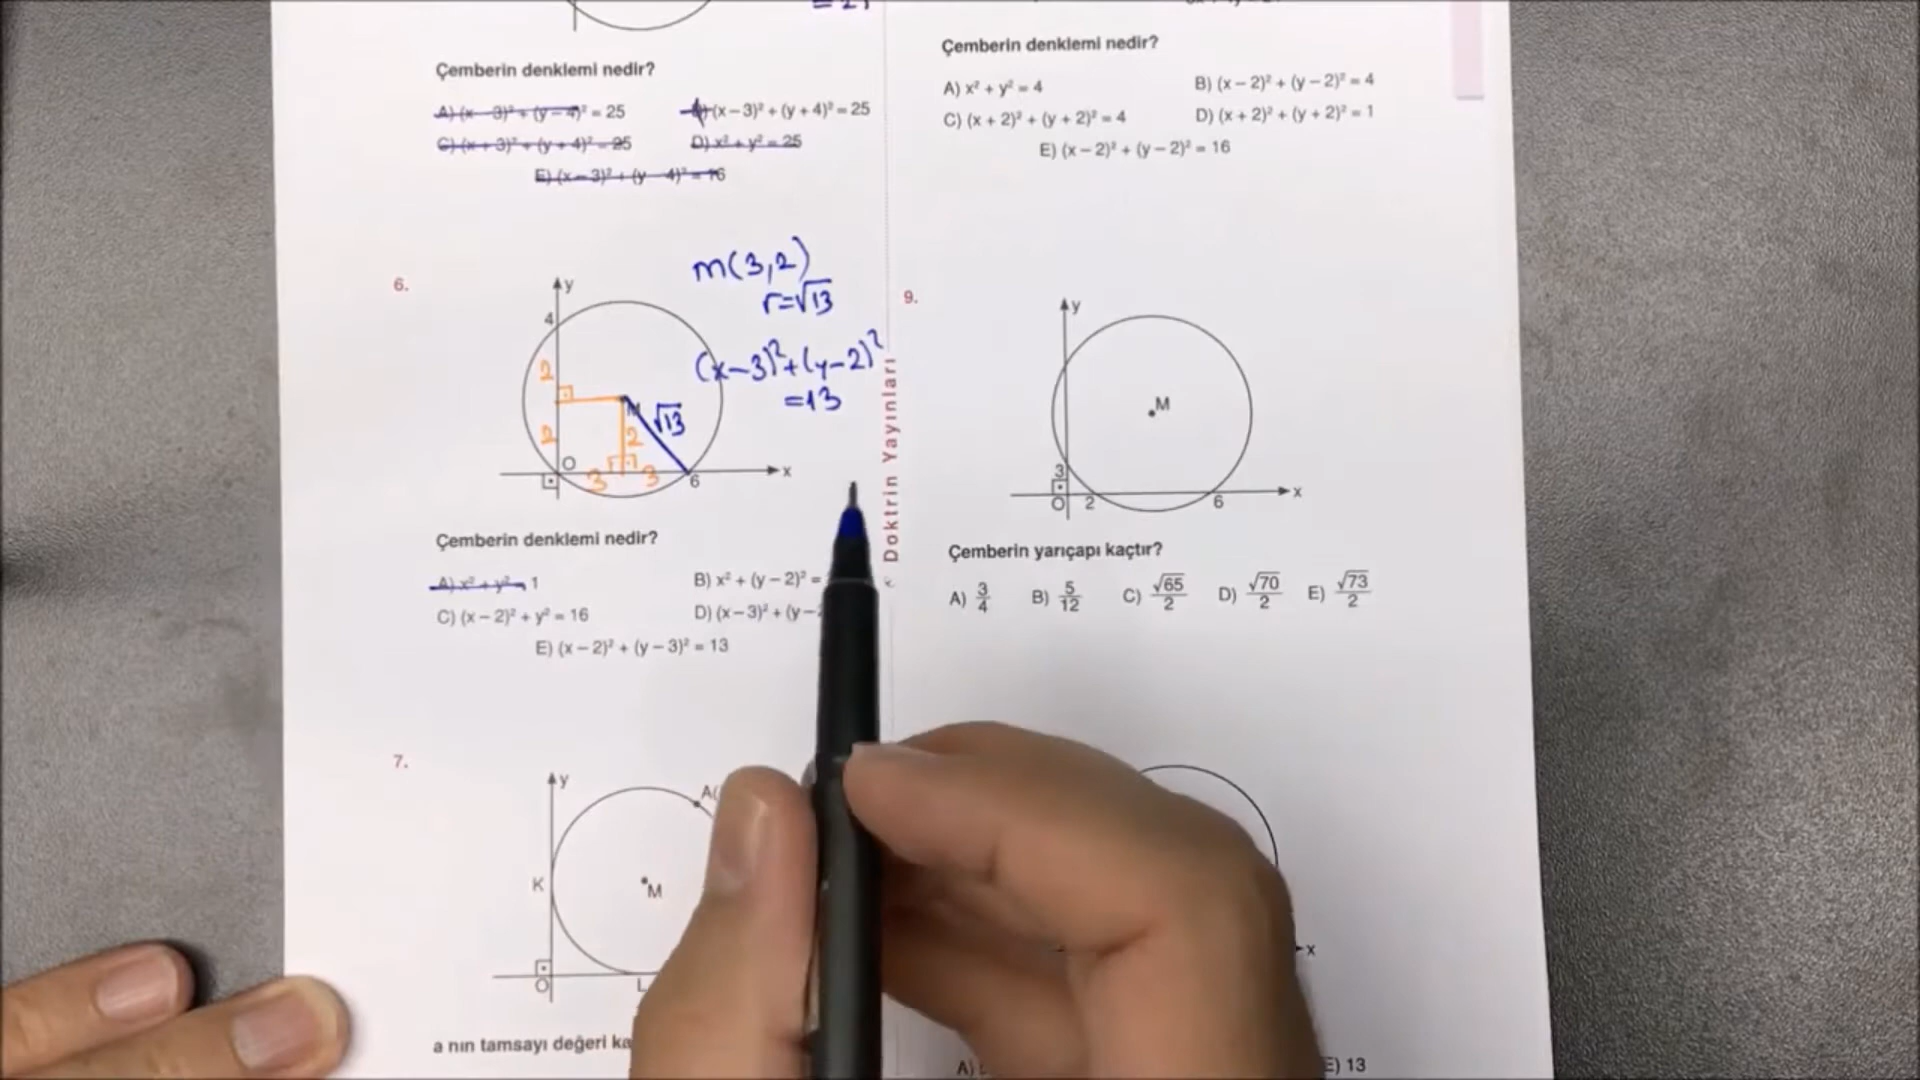 = 25
Çemberin denklemi nedir?
A) (x – 3)² + (y – 4)² = 25
(x – 3)² + (y + 4)² = 25
C) (x + 3)² + (y + 4)² = 25
D) x² + y² = 25
E) (x – 3)² + (y – 4)² = 16
6.
m(3,2)
r=√13
(x–3)²+(y–2)²
=13
y
4
2
2
M
√13
2
O
3
3
6
x
Çemberin denklemi nedir?
A) x² + y² = 1
B) x² + (y – 2)² =
C) (x – 2)² + y² = 16
D) (x – 3)² + (y –
E) (x – 2)² + (y – 3)² = 13
7.
y
A(
K
M
O
L
a nın tamsayı değeri ka
Doktrin Yayınları
Çemberin denklemi nedir?
A) x² + y² = 4
B) (x – 2)² + (y – 2)² = 4
C) (x + 2)² + (y + 2)² = 4
D) (x + 2)² + (y + 2)² = 1
E) (x – 2)² + (y – 2)² = 16
9.
y
M
3
O
2
6
x
Çemberin yarıçapı kaçtır?
A) 3/4 B) 5/12 C) √65/2 D) √70/2 E) √73/2
x
A)
E) 13